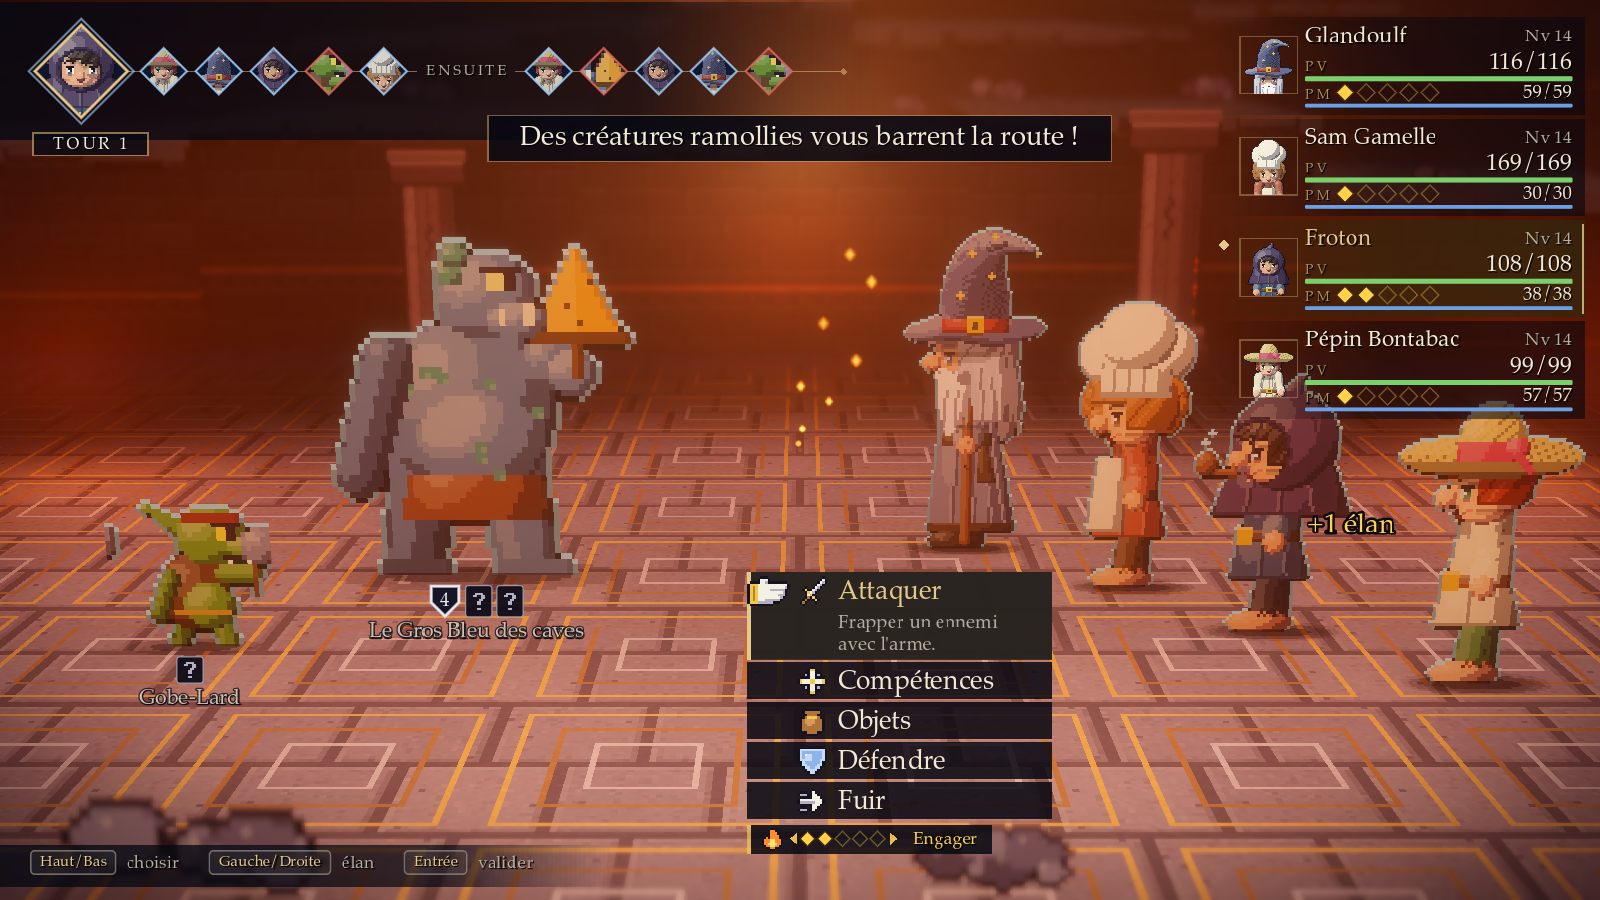 TOUR 1
ENSUITE
Des créatures ramollies vous barrent la route !
Glandoulf Nv 14
PV 116/116
PM 59/59
Sam Gamelle Nv 14
PV 169/169
PM 30/30
Froton Nv 14
PV 108/108
PM 38/38
Pépin Bontabac Nv 14
PV 99/99
PM 57/57
+1 élan
4 ? ?
Le Gros Bleu des caves
?
Gobe-Lard
Attaquer
Frapper un ennemi
avec l'arme.
Compétences
Objets
Défendre
Fuir
Engager
Haut/Bas choisir Gauche/Droite élan Entrée valider